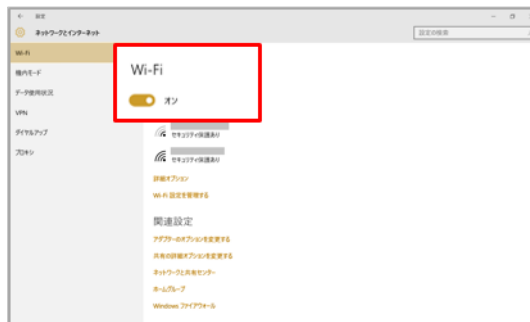 設定
ネットワークとインターネット
設定の検索
Wi-Fi
機内モード
データ使用状況
VPN
ダイヤルアップ
プロキシ
Wi-Fi
オン
セキュリティ保護あり
セキュリティ保護あり
詳細オプション
Wi-Fi 設定を管理する
関連設定
アダプターのオプションを変更する
共有の詳細オプションを変更する
ネットワークと共有センター
ホームグループ
Windows ファイアウォール